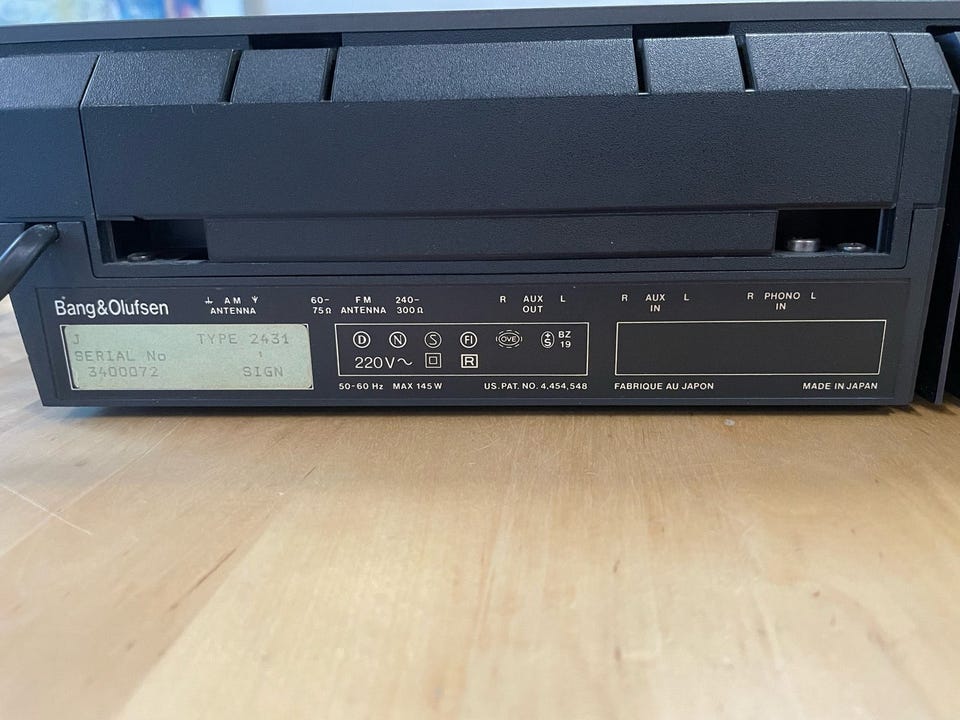 Bang&Olufsen
AM
ANTENNA
60-
75Ω
FM
ANTENNA
240-
300Ω
R AUX L
OUT
R AUX L
IN
R PHONO L
IN
J TYPE 2431
SERIAL No
3400072 SIGN
D N S FI OVE +S BZ
19
220V~ R
50-60 Hz MAX 145 W US. PAT. NO. 4,454,548
FABRIQUE AU JAPON MADE IN JAPAN